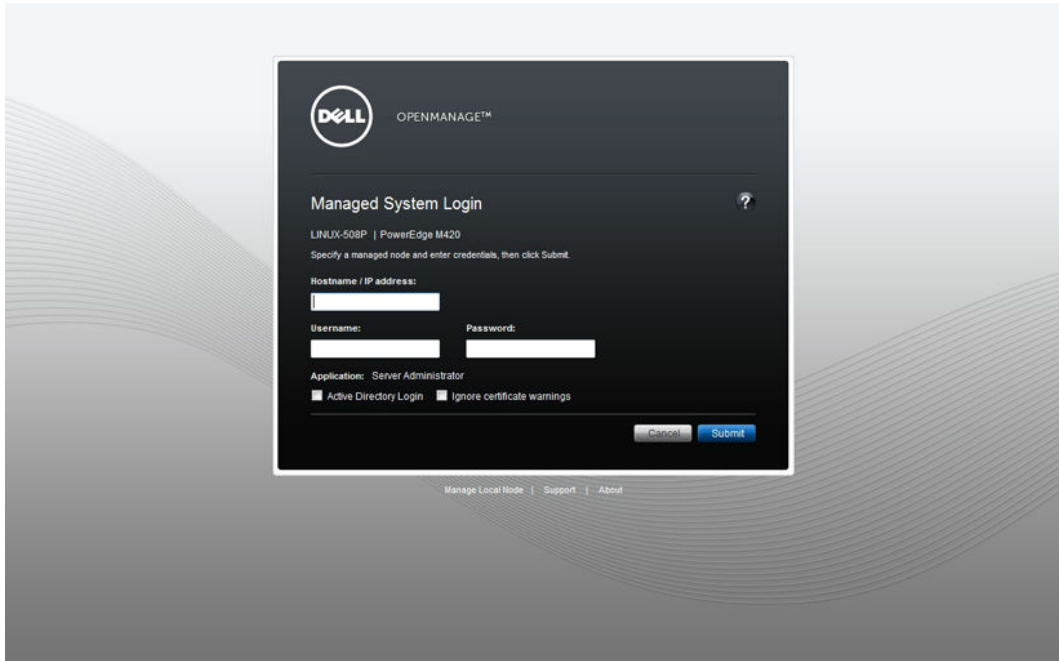 DELL
OPENMANAGE™
Managed System Login
?
LINUX-508P | PowerEdge M420
Specify a managed node and enter credentials, then click Submit.
Hostname / IP address:
Username: Password:
Application: Server Administrator
Active Directory Login Ignore certificate warnings
Cancel Submit
Manage Local Node | Support | About